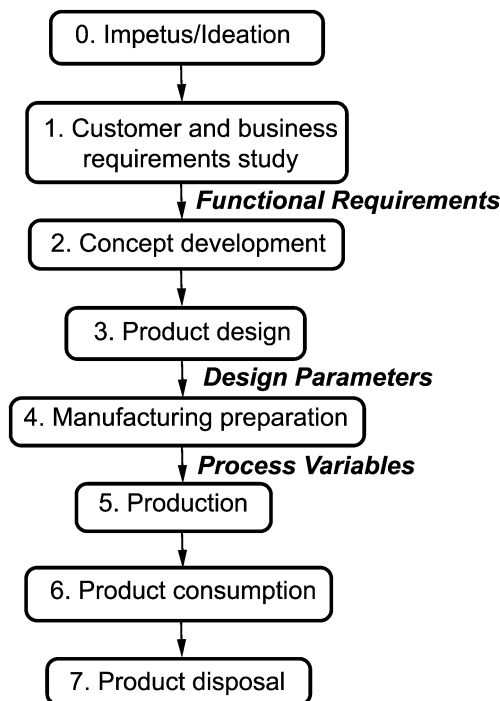 0. Impetus/Ideation
1. Customer and business
requirements study
Functional Requirements
2. Concept development
3. Product design
Design Parameters
4. Manufacturing preparation
Process Variables
5. Production
6. Product consumption
7. Product disposal